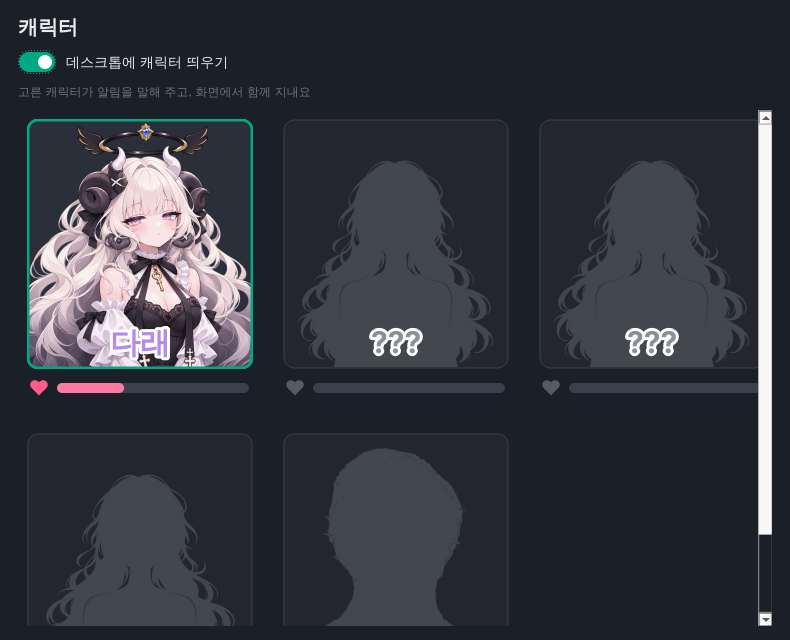 캐릭터
데스크톱에 캐릭터 띄우기
고른 캐릭터가 알림을 말해 주고, 화면에서 함께 지내요
다래
???
???